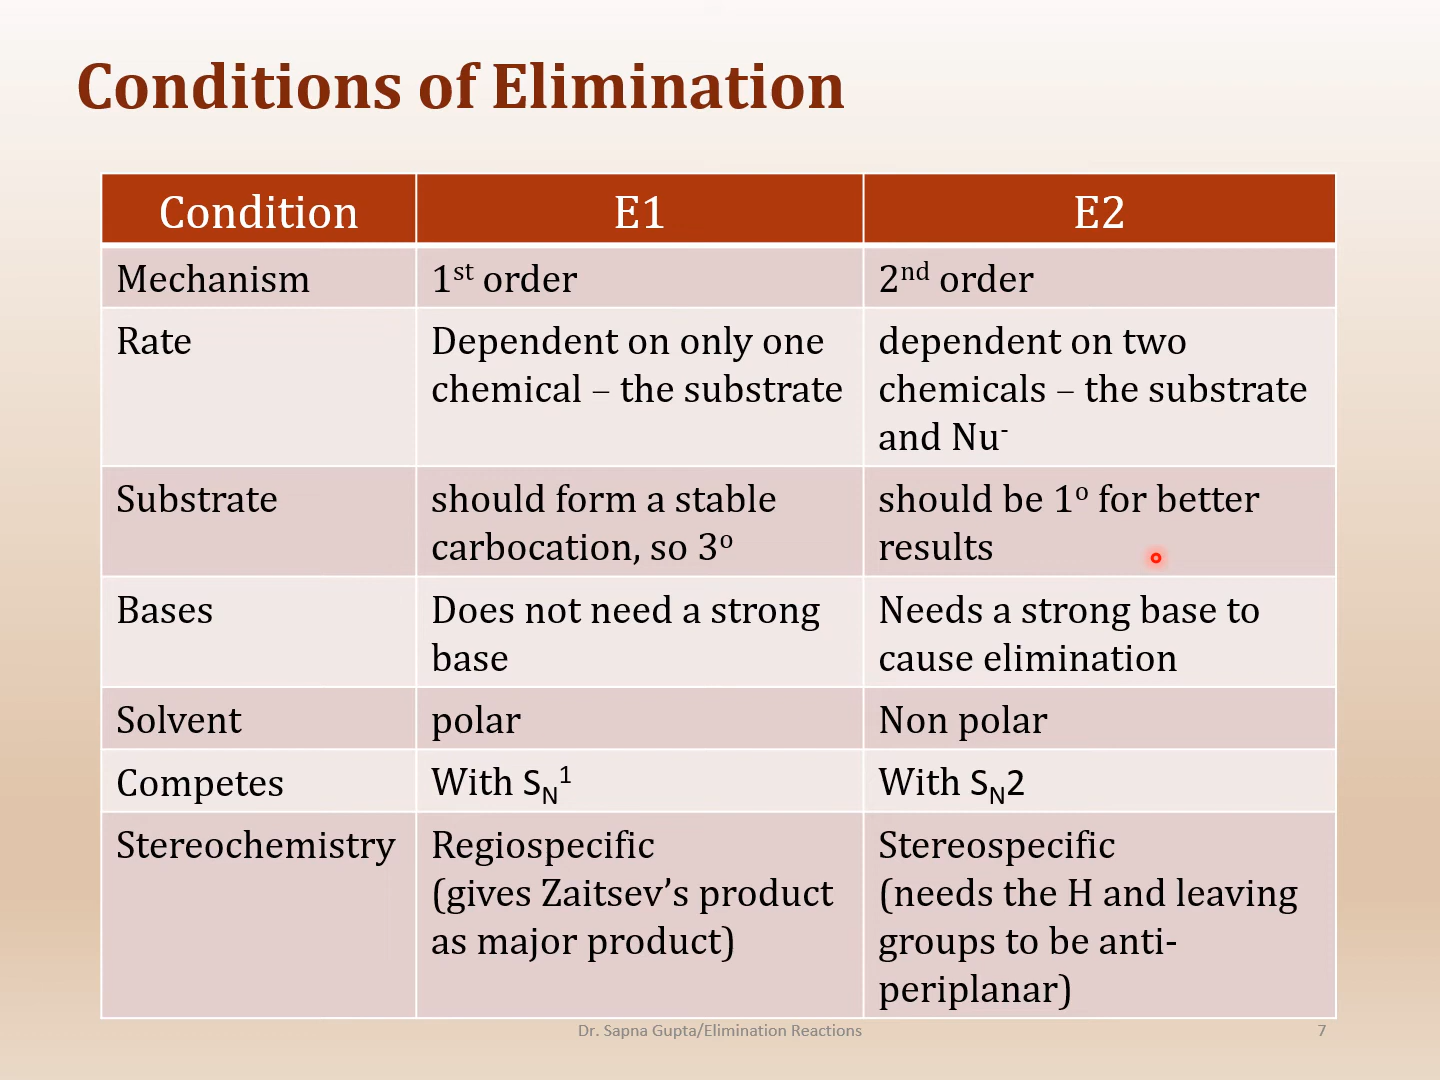 Conditions of Elimination
Condition E1 E2
Mechanism 1st order 2nd order
Rate
Dependent on only one
chemical – the substrate
dependent on two
chemicals – the substrate
and Nu-
Substrate
should form a stable
carbocation, so 3o
should be 1o for better
results
Bases
Does not need a strong
base
Needs a strong base to
cause elimination
Solvent polar Non polar
Competes With SN1 With SN2
Stereochemistry
Regiospecific
(gives Zaitsev’s product
as major product)
Stereospecific
(needs the H and leaving
groups to be anti-
periplanar)
Dr. Sapna Gupta/Elimination Reactions 7